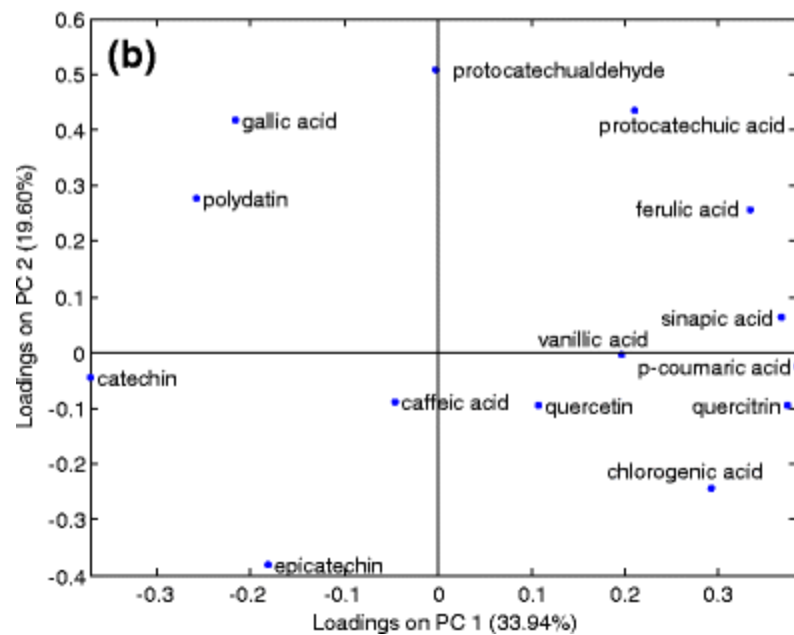 (b)
0.6
0.5
0.4
0.3
0.2
0.1
0
-0.1
-0.2
-0.3
-0.4
Loadings on PC 2 (19.60%)
protocatechualdehyde
gallic acid
protocatechuic acid
polydatin
ferulic acid
sinapic acid
vanillic acid
p-coumaric acid
catechin
caffeic acid
quercetin
quercitrin
chlorogenic acid
epicatechin
-0.3 -0.2 -0.1 0 0.1 0.2 0.3
Loadings on PC 1 (33.94%)